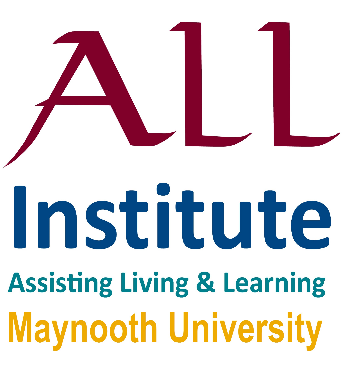 ALL
Institute
Assisting Living & Learning
Maynooth University